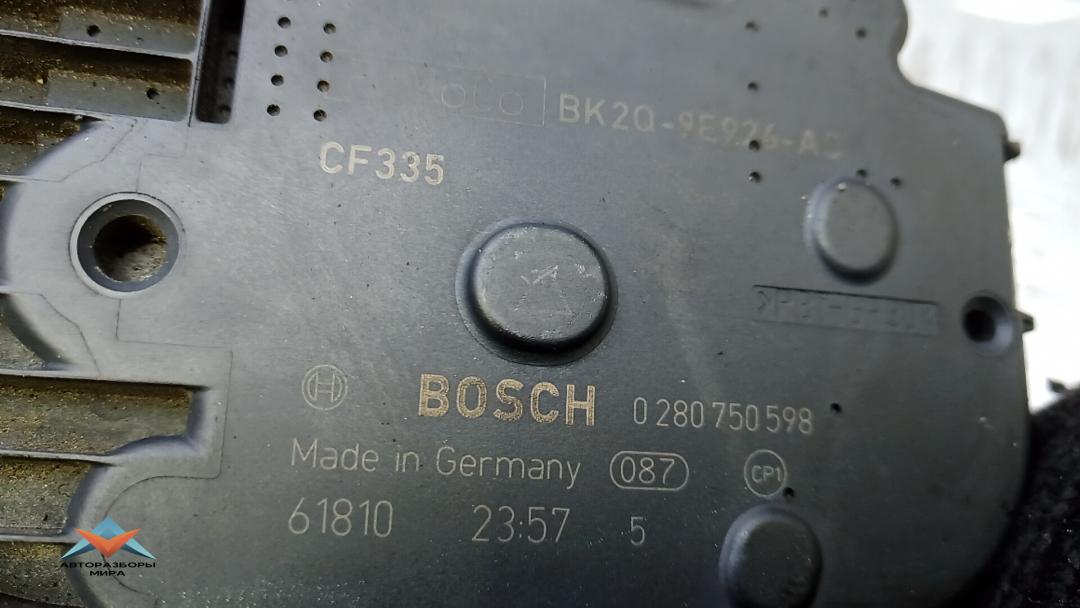 BK2Q-9E926-AC
CF335
BOSCH 0 280 750 598
Made in Germany 087 CP1
61810 23:57 5
АВТОРАЗБОРЫ
МИРА